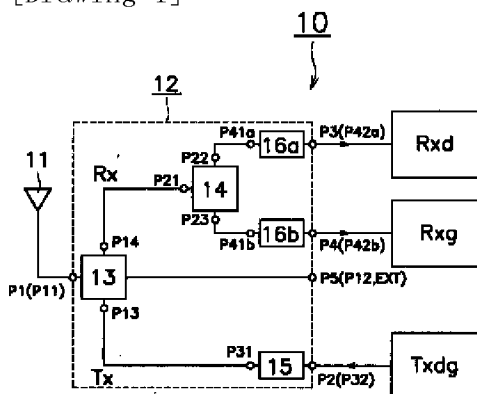 [Drawing 1]
10
12
11
P41a
16a
P3(P42a)
Rxd
P22
Rx
P21
14
P23
P41b
16b
P4(P42b)
Rxg
P14
13
P1(P11)
P5(P12,EXT)
P13
P31
15
Tx
P2(P32)
Txdg